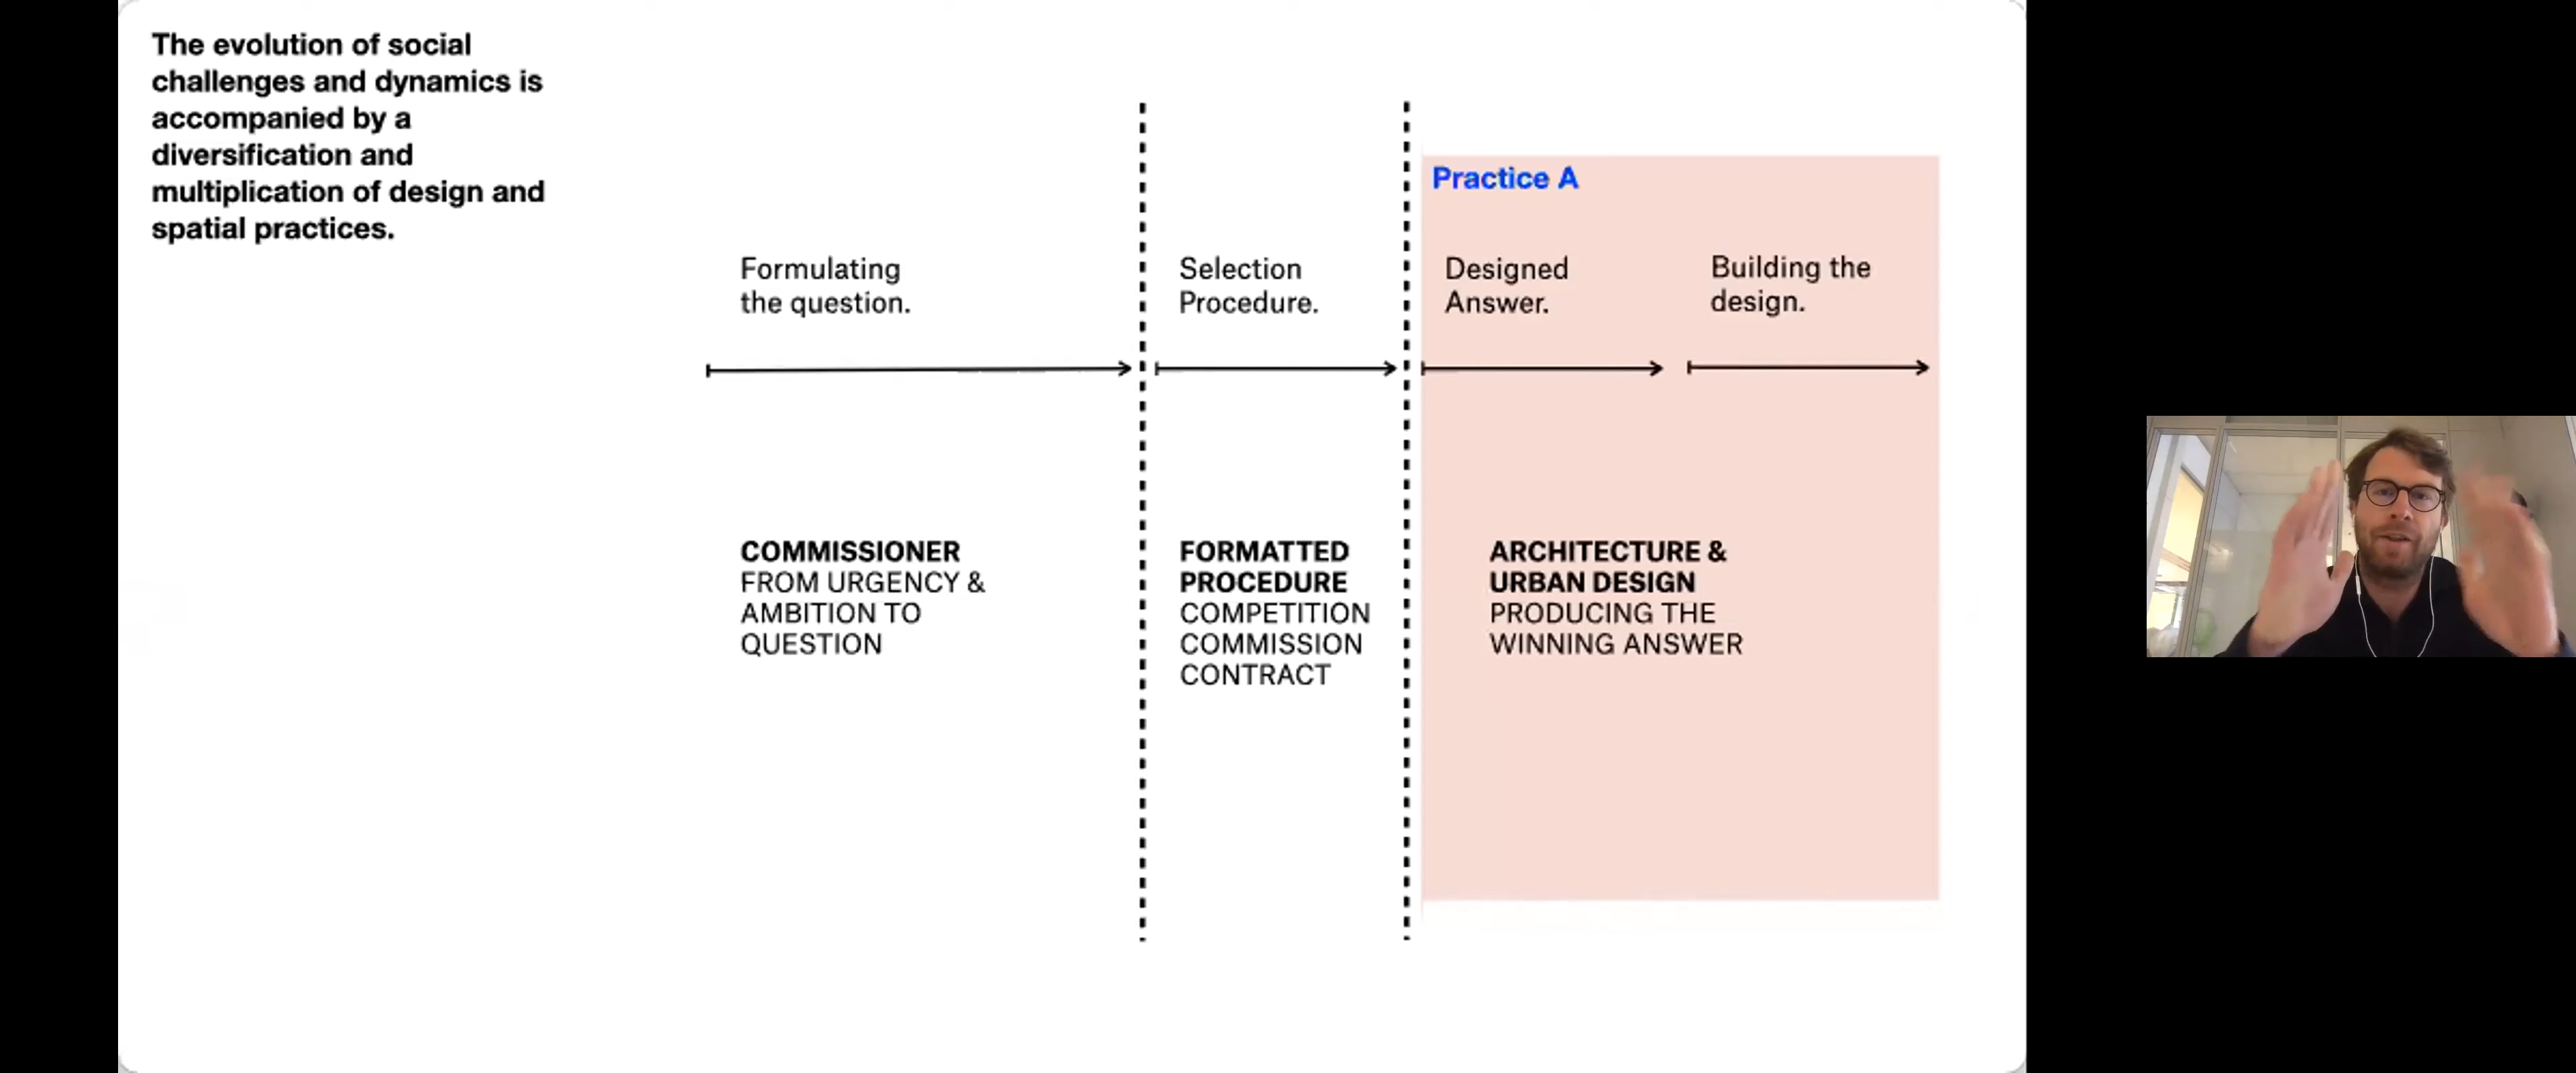 The evolution of social
challenges and dynamics is
accompanied by a
diversification and
multiplication of design and
spatial practices.
Practice A
Formulating
the question.
Selection
Procedure.
Designed
Answer.
Building the
design.
COMMISSIONER
FROM URGENCY &
AMBITION TO
QUESTION
FORMATTED
PROCEDURE
COMPETITION
COMMISSION
CONTRACT
ARCHITECTURE &
URBAN DESIGN
PRODUCING THE
WINNING ANSWER